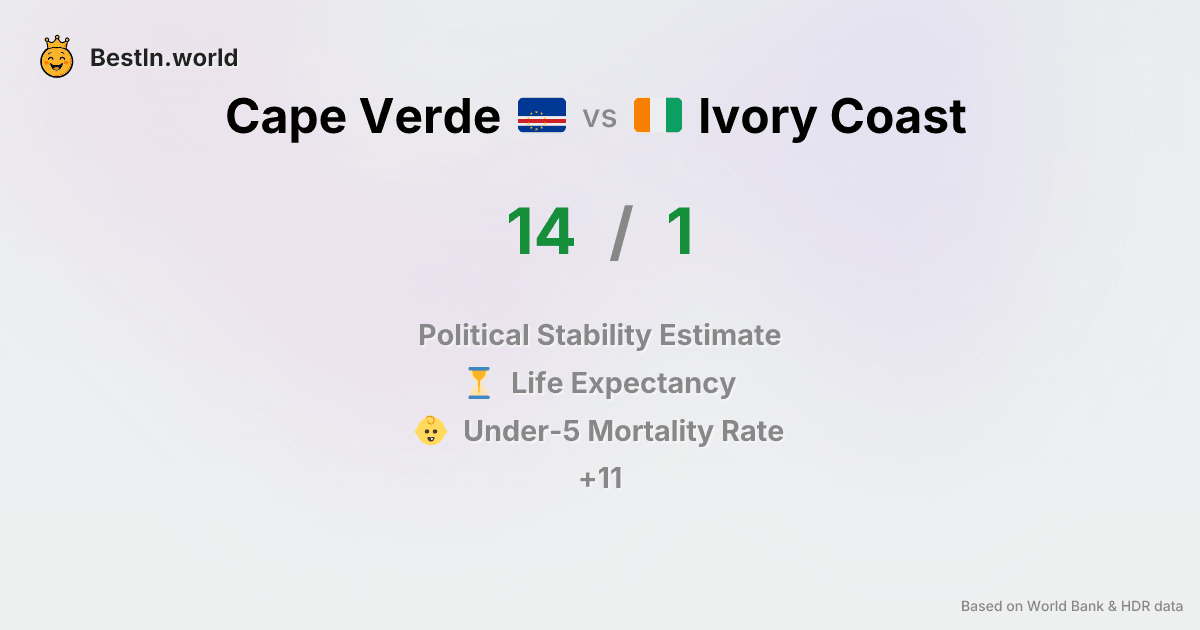 BestIn.world
Cape Verde vs Ivory Coast
14 / 1
Political Stability Estimate
Life Expectancy
Under-5 Mortality Rate
+11
Based on World Bank & HDR data